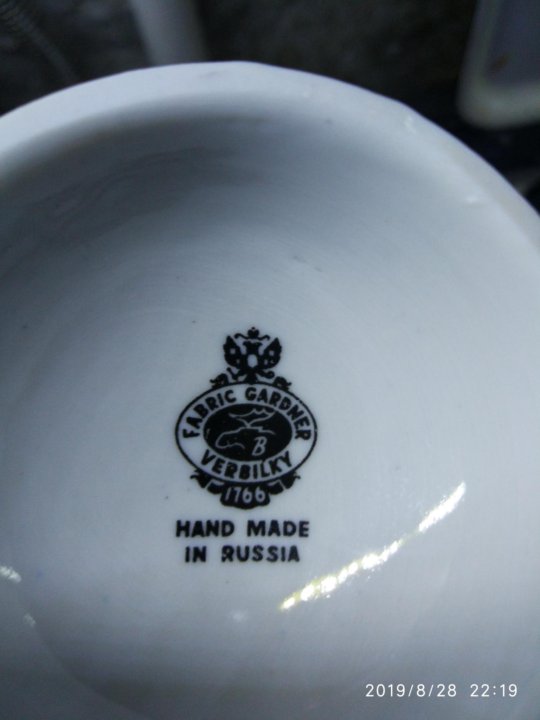 FABRIC GARDNER
B
VERBILKY
1766
HAND MADE
IN RUSSIA
2019/8/28 22:19